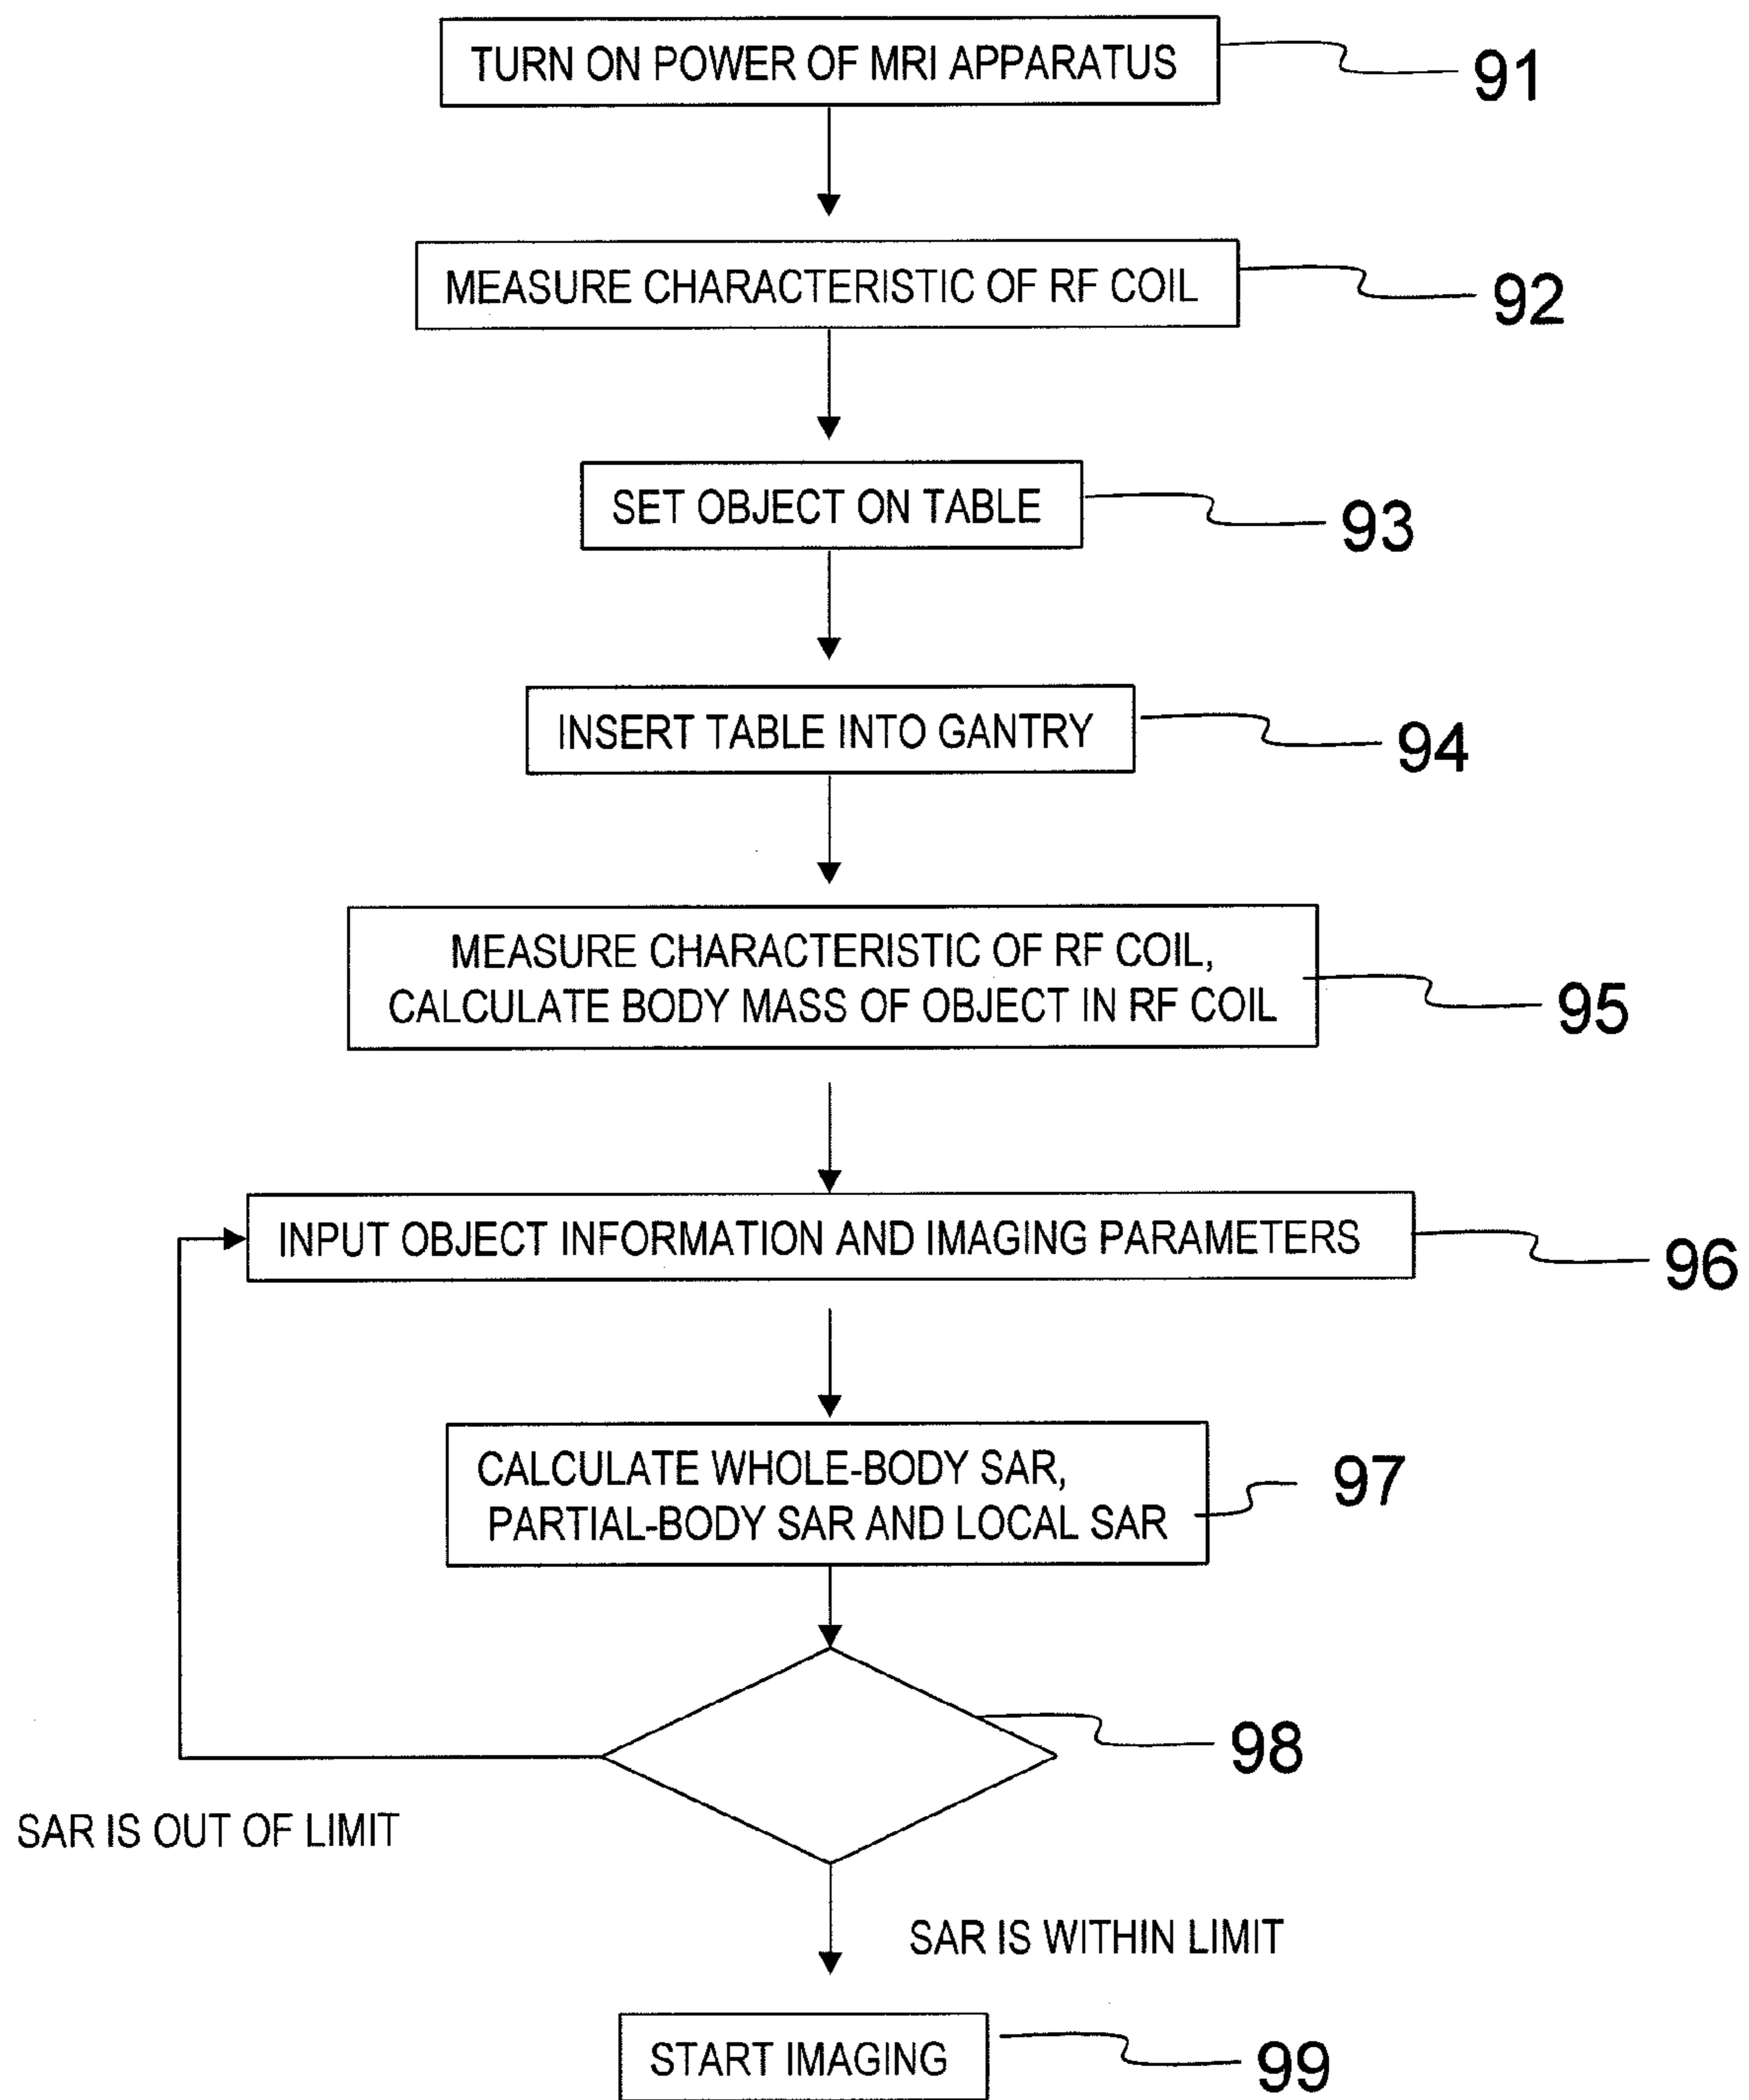 TURN ON POWER OF MRI APPARATUS
91
MEASURE CHARACTERISTIC OF RF COIL
92
SET OBJECT ON TABLE
93
INSERT TABLE INTO GANTRY
94
MEASURE CHARACTERISTIC OF RF COIL,
CALCULATE BODY MASS OF OBJECT IN RF COIL
95
INPUT OBJECT INFORMATION AND IMAGING PARAMETERS
96
CALCULATE WHOLE-BODY SAR,
PARTIAL-BODY SAR AND LOCAL SAR
97
98
SAR IS OUT OF LIMIT
SAR IS WITHIN LIMIT
START IMAGING
99